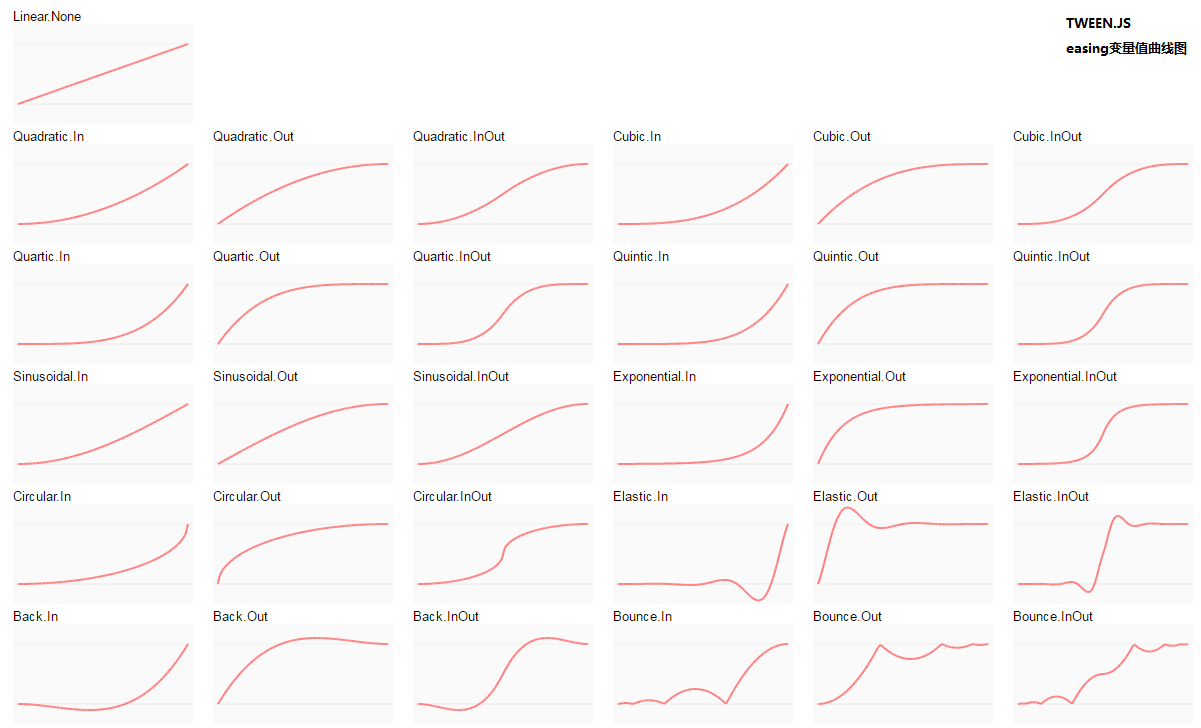 Linear.None
TWEEN.JS
easing变量值曲线图
Quadratic.In
Quadratic.Out
Quadratic.InOut
Cubic.In
Cubic.Out
Cubic.InOut
Quartic.In
Quartic.Out
Quartic.InOut
Quintic.In
Quintic.Out
Quintic.InOut
Sinusoidal.In
Sinusoidal.Out
Sinusoidal.InOut
Exponential.In
Exponential.Out
Exponential.InOut
Circular.In
Circular.Out
Circular.InOut
Elastic.In
Elastic.Out
Elastic.InOut
Back.In
Back.Out
Back.InOut
Bounce.In
Bounce.Out
Bounce.InOut